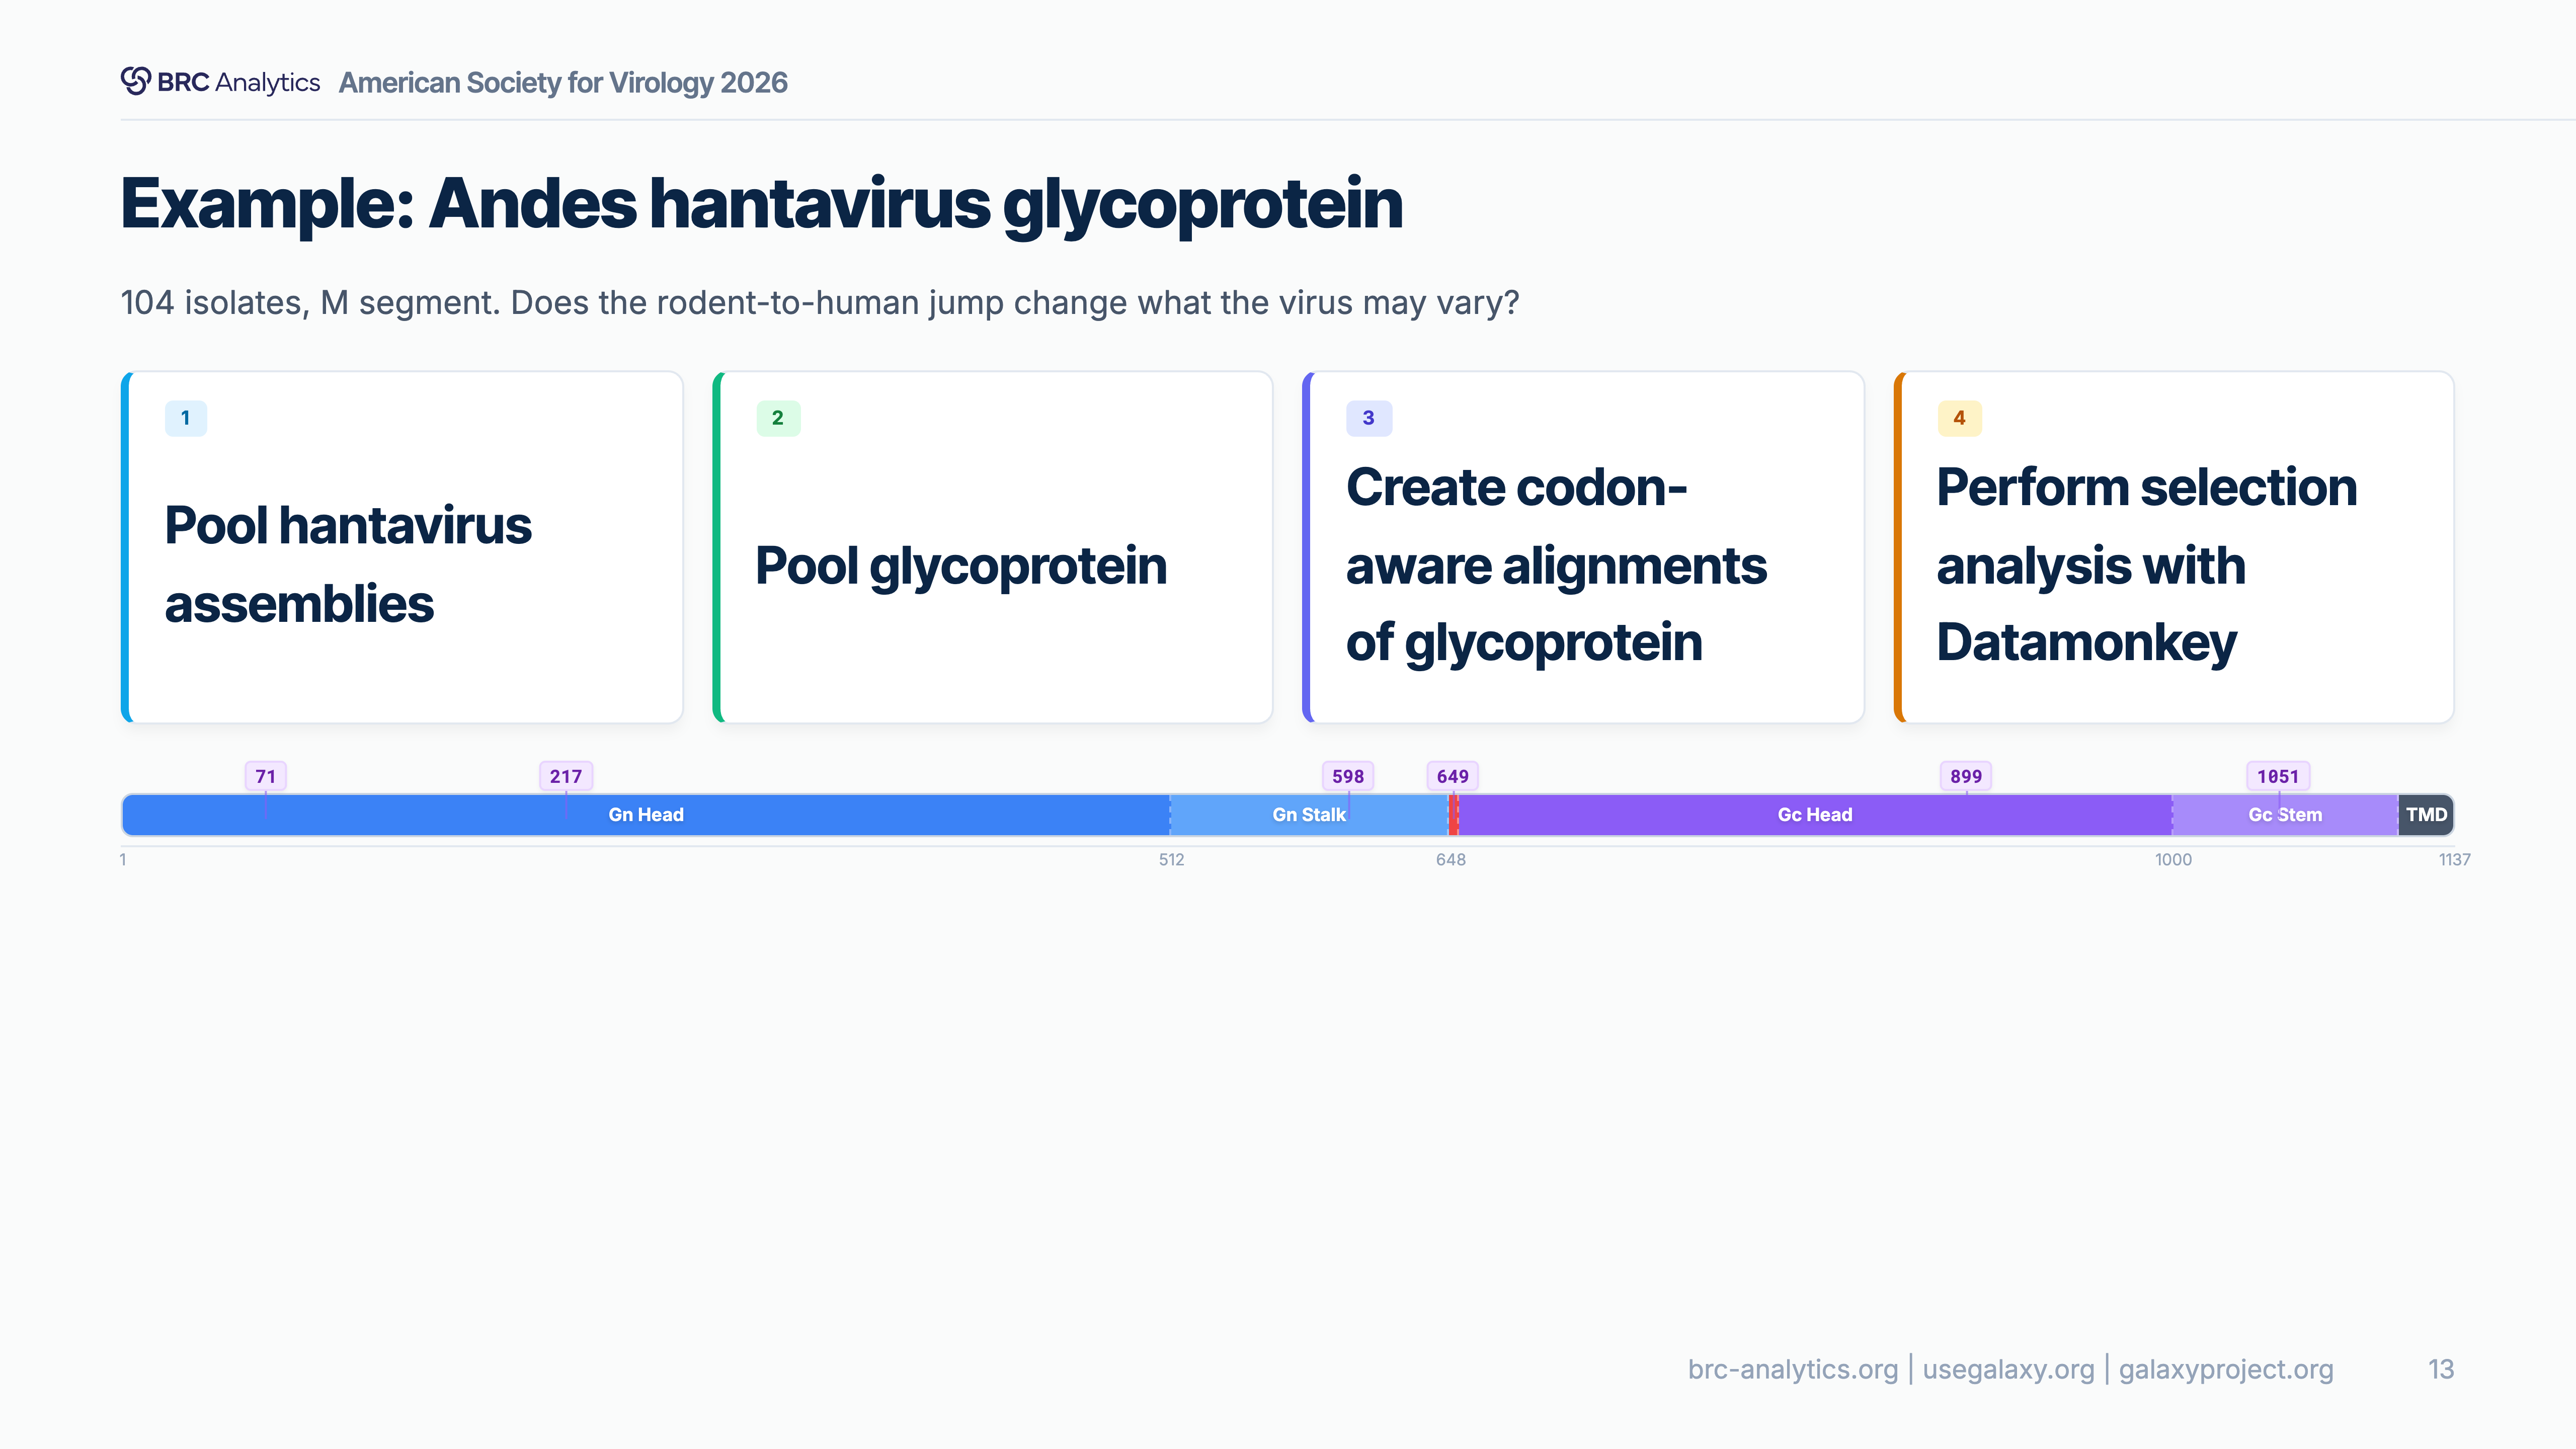 BRC Analytics American Society for Virology 2026
Example: Andes hantavirus glycoprotein
104 isolates, M segment. Does the rodent-to-human jump change what the virus may vary?
1
Pool hantavirus
assemblies
2
Pool glycoprotein
3
Create codon-
aware alignments
of glycoprotein
4
Perform selection
analysis with
Datamonkey
71 217 598 649 899 1051
Gn Head Gn Stalk Gc Head Gc Stem TMD
1 512 648 1000 1137
brc-analytics.org | usegalaxy.org | galaxyproject.org 13